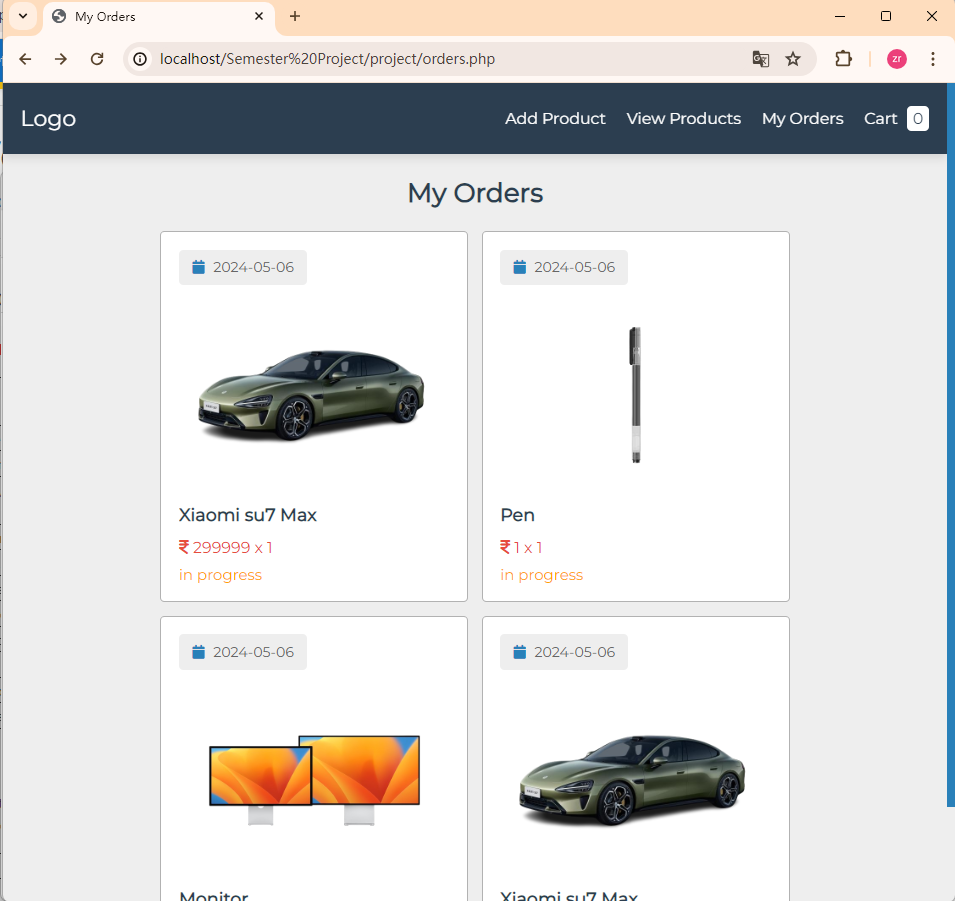 My Orders
localhost/Semester%20Project/project/orders.php
zr
Logo
Add Product
View Products
My Orders
Cart 0
My Orders
2024-05-06
2024-05-06
Xiaomi su7 Max
Pen
₹ 299999 x 1
₹ 1 x 1
in progress
in progress
2024-05-06
2024-05-06
Monitor
Xiaomi su7 Max